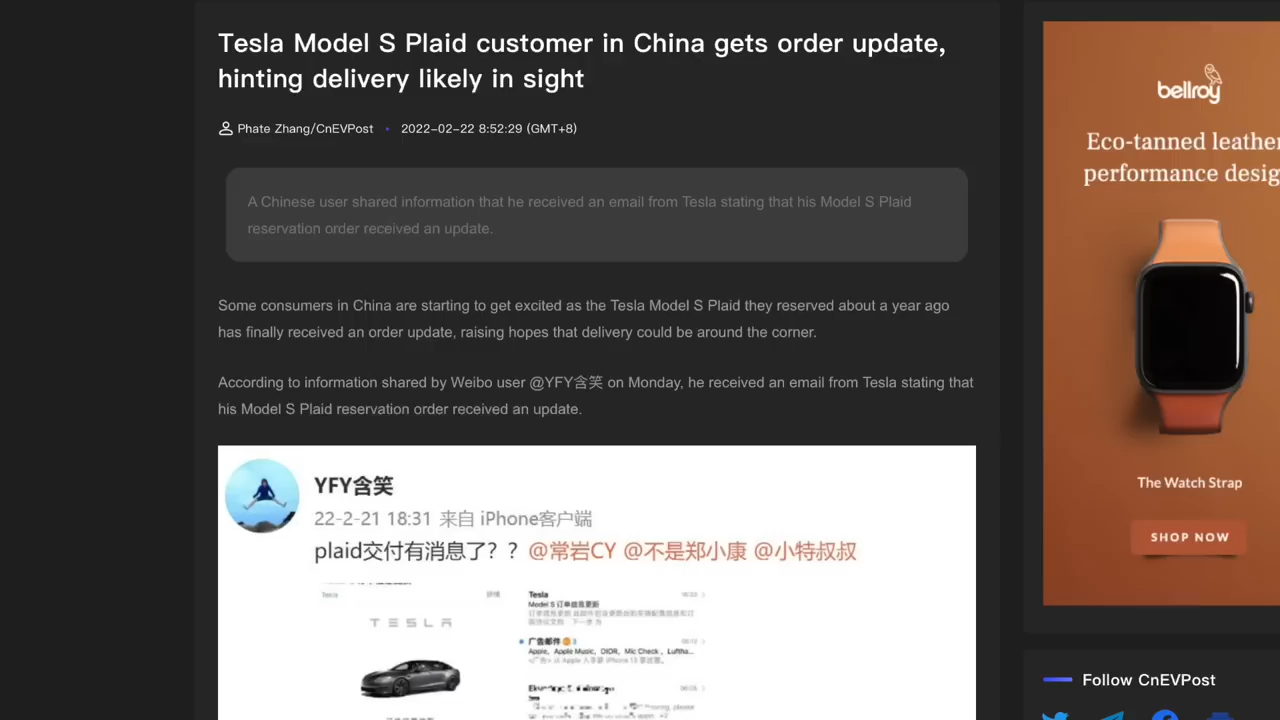 Tesla Model S Plaid customer in China gets order update,
hinting delivery likely in sight
Phate Zhang/CnEVPost • 2022-02-22 8:52:29 (GMT+8)
A Chinese user shared information that he received an email from Tesla stating that his Model S Plaid
reservation order received an update.
Some consumers in China are starting to get excited as the Tesla Model S Plaid they reserved about a year ago
has finally received an order update, raising hopes that delivery could be around the corner.
According to information shared by Weibo user @YFY含笑 on Monday, he received an email from Tesla stating that
his Model S Plaid reservation order received an update.
YFY含笑
22-2-21 18:31 来自 iPhone客户端
plaid交付有消息了？？ @常岩CY @不是郑小康 @小特叔叔
Tesla
TESLA
Tesla
Model S 订单信息更新
广告邮件
Apple, Apple Music, DIOR, Mic Check , Luftha...
bellroy
Eco-tanned leather
performance desig
The Watch Strap
SHOP NOW
Follow CnEVPost